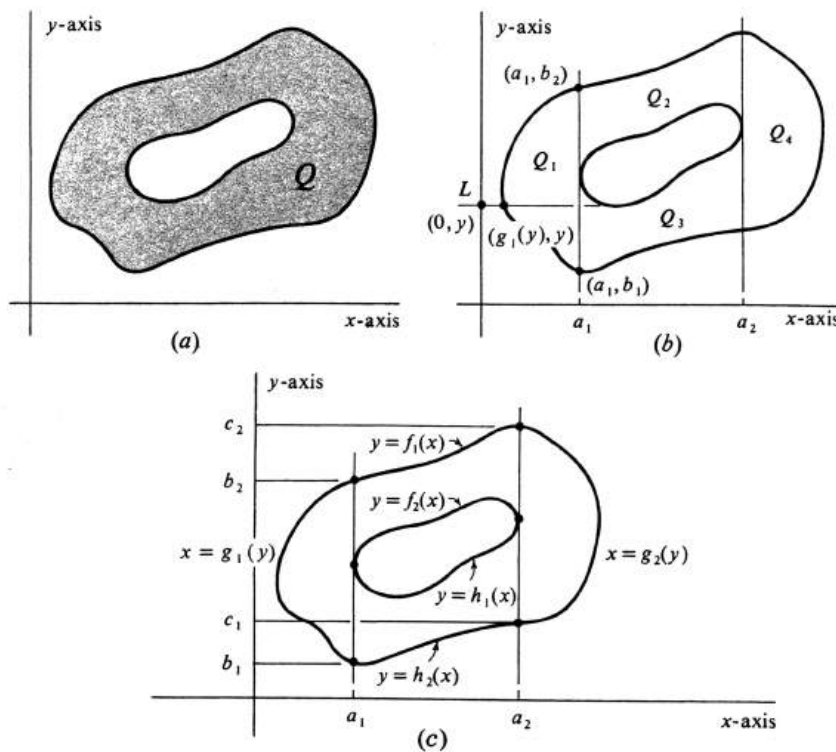 y-axis
Q
x-axis
(a)
y-axis
(a₁, b₂)
Q₂
Q₁
Q₄
L
(0, y)
(g₁(y), y)
Q₃
(a₁, b₁)
a₁
a₂
x-axis
(b)
y-axis
c₂
y = f₁(x)
b₂
y = f₂(x)
x = g₁(y)
x = g₂(y)
y = h₁(x)
c₁
b₁
y = h₂(x)
a₁
a₂
x-axis
(c)